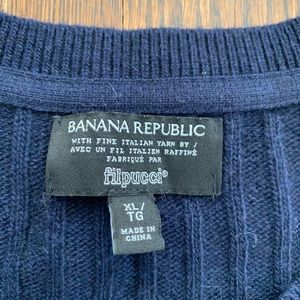 BANANA REPUBLIC
WITH FINE ITALIAN YARN BY /
AVEC UN FIL ITALIEN RAFFINÉ
FABRIQUÉ PAR
filpucci®
XL/
TG
MADE IN
CHINA